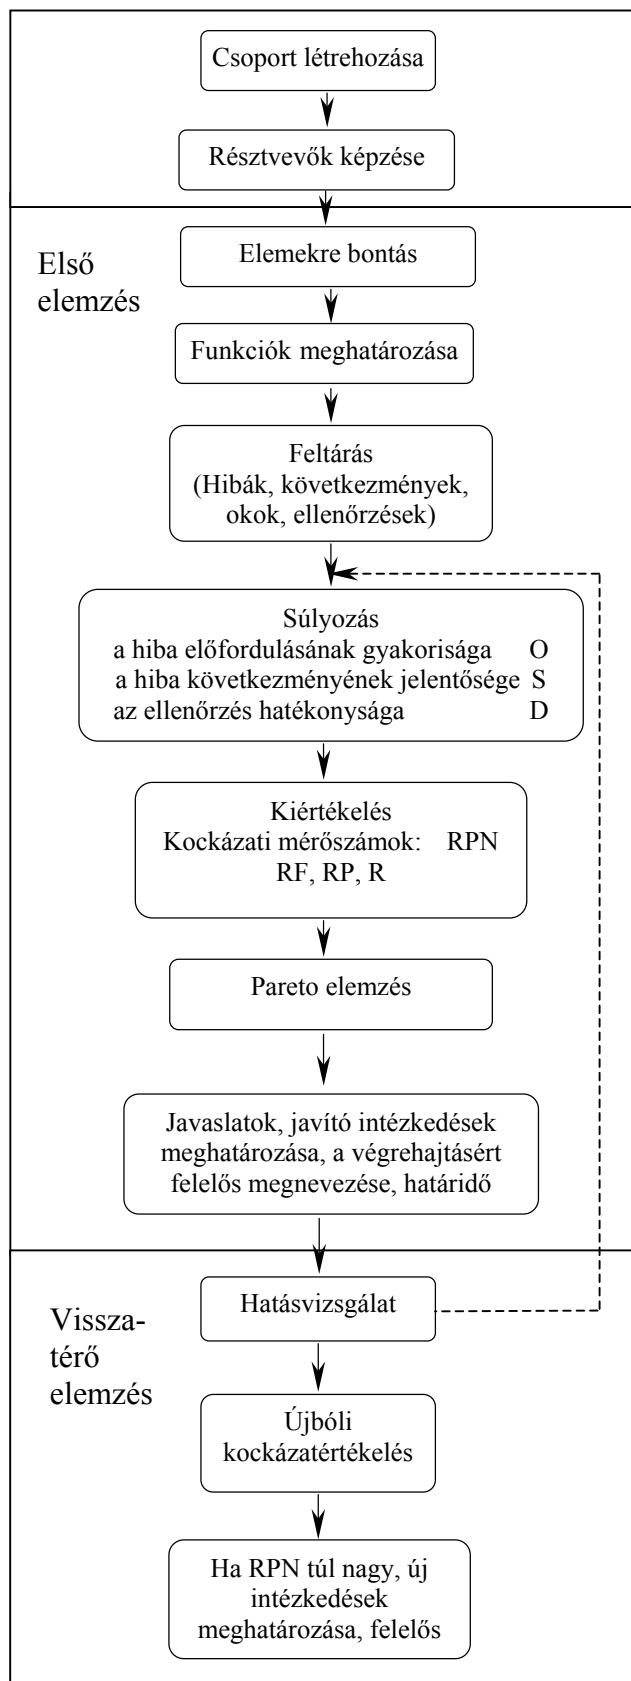 Csoport létrehozása
Résztvevők képzése
Első
elemzés
Elemekre bontás
Funkciók meghatározása
Feltárás
(Hibák, következmények,
okok, ellenőrzések)
Súlyozás
a hiba előfordulásának gyakorisága O
a hiba következményének jelentősége S
az ellenőrzés hatékonysága D
Kiértékelés
Kockázati mérőszámok: RPN
RF, RP, R
Pareto elemzés
Javaslatok, javító intézkedések
meghatározása, a végrehajtásért
felelős megnevezése, határidő
Vissza-
térő
elemzés
Hatásvizsgálat
Újbóli
kockázatértékelés
Ha RPN túl nagy, új
intézkedések
meghatározása, felelős